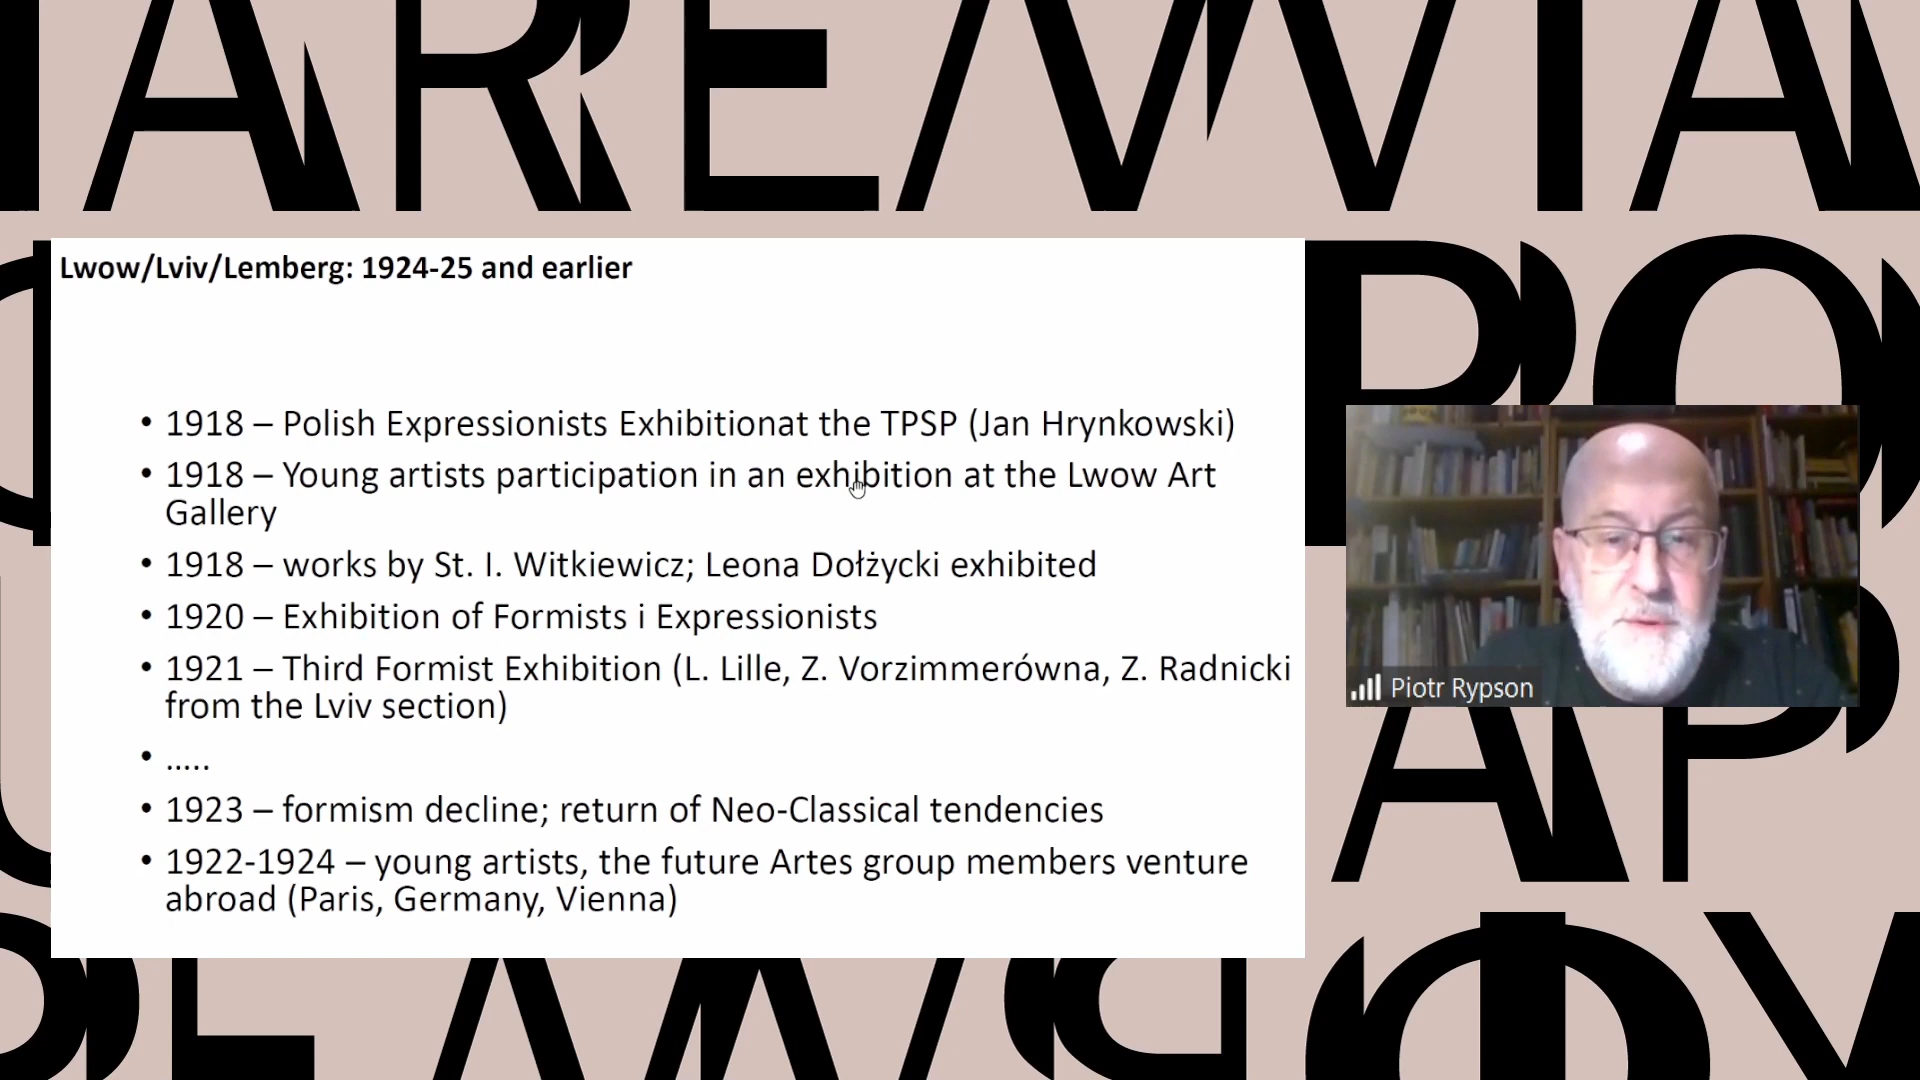 Lwow/Lviv/Lemberg: 1924-25 and earlier
• 1918 – Polish Expressionists Exhibitionat the TPSP (Jan Hrynkowski)
• 1918 – Young artists participation in an exhibition at the Lwow Art
Gallery
• 1918 – works by St. I. Witkiewicz; Leona Dołżycki exhibited
• 1920 – Exhibition of Formists i Expressionists
• 1921 – Third Formist Exhibition (L. Lille, Z. Vorzimmerówna, Z. Radnicki
from the Lviv section)
• .....
• 1923 – formism decline; return of Neo-Classical tendencies
• 1922-1924 – young artists, the future Artes group members venture
abroad (Paris, Germany, Vienna)
Piotr Rypson